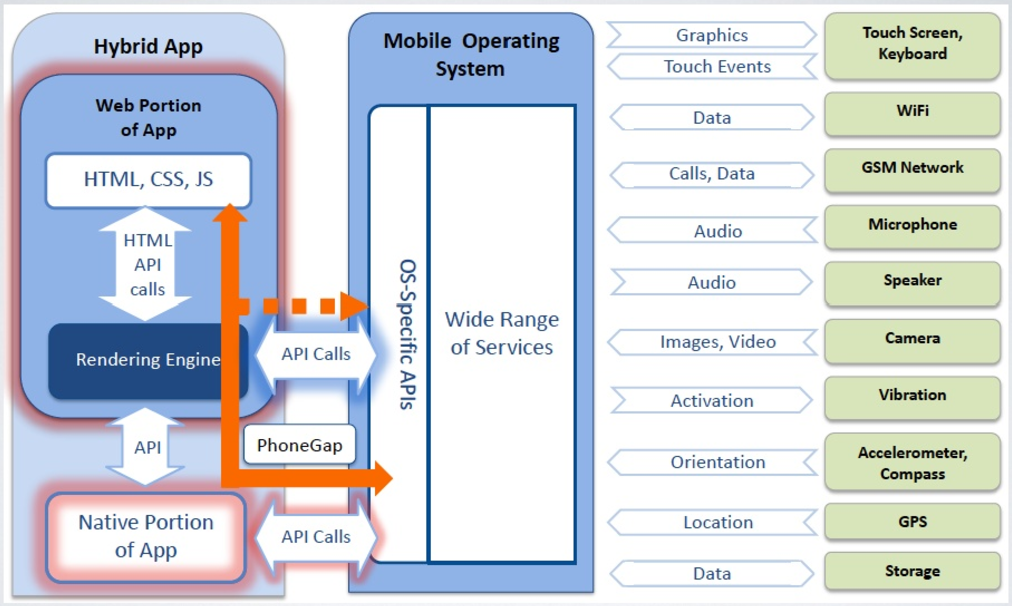 Hybrid App
Web Portion
of App
HTML, CSS, JS
HTML
API
calls
Rendering Engine
API
Native Portion
of App
API Calls
PhoneGap
API Calls
Mobile Operating
System
OS-Specific APIs
Wide Range
of Services
Graphics
Touch Events
Touch Screen,
Keyboard
Data
WiFi
Calls, Data
GSM Network
Audio
Microphone
Audio
Speaker
Images, Video
Camera
Activation
Vibration
Orientation
Accelerometer,
Compass
Location
GPS
Data
Storage